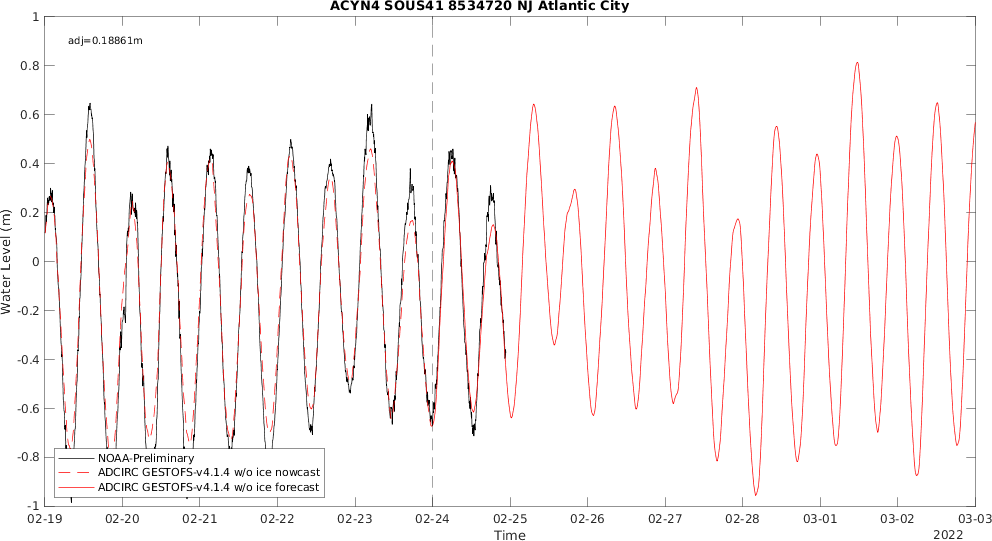 ACYN4 SOUS41 8534720 NJ Atlantic City
adj=0.18861m
Water Level (m)
1
0.8
0.6
0.4
0.2
0
-0.2
-0.4
-0.6
-0.8
-1
NOAA-Preliminary
ADCIRC GESTOFS-v4.1.4 w/o ice nowcast
ADCIRC GESTOFS-v4.1.4 w/o ice forecast
02-19 02-20 02-21 02-22 02-23 02-24 02-25 02-26 02-27 02-28 03-01 03-02 03-03
Time
2022